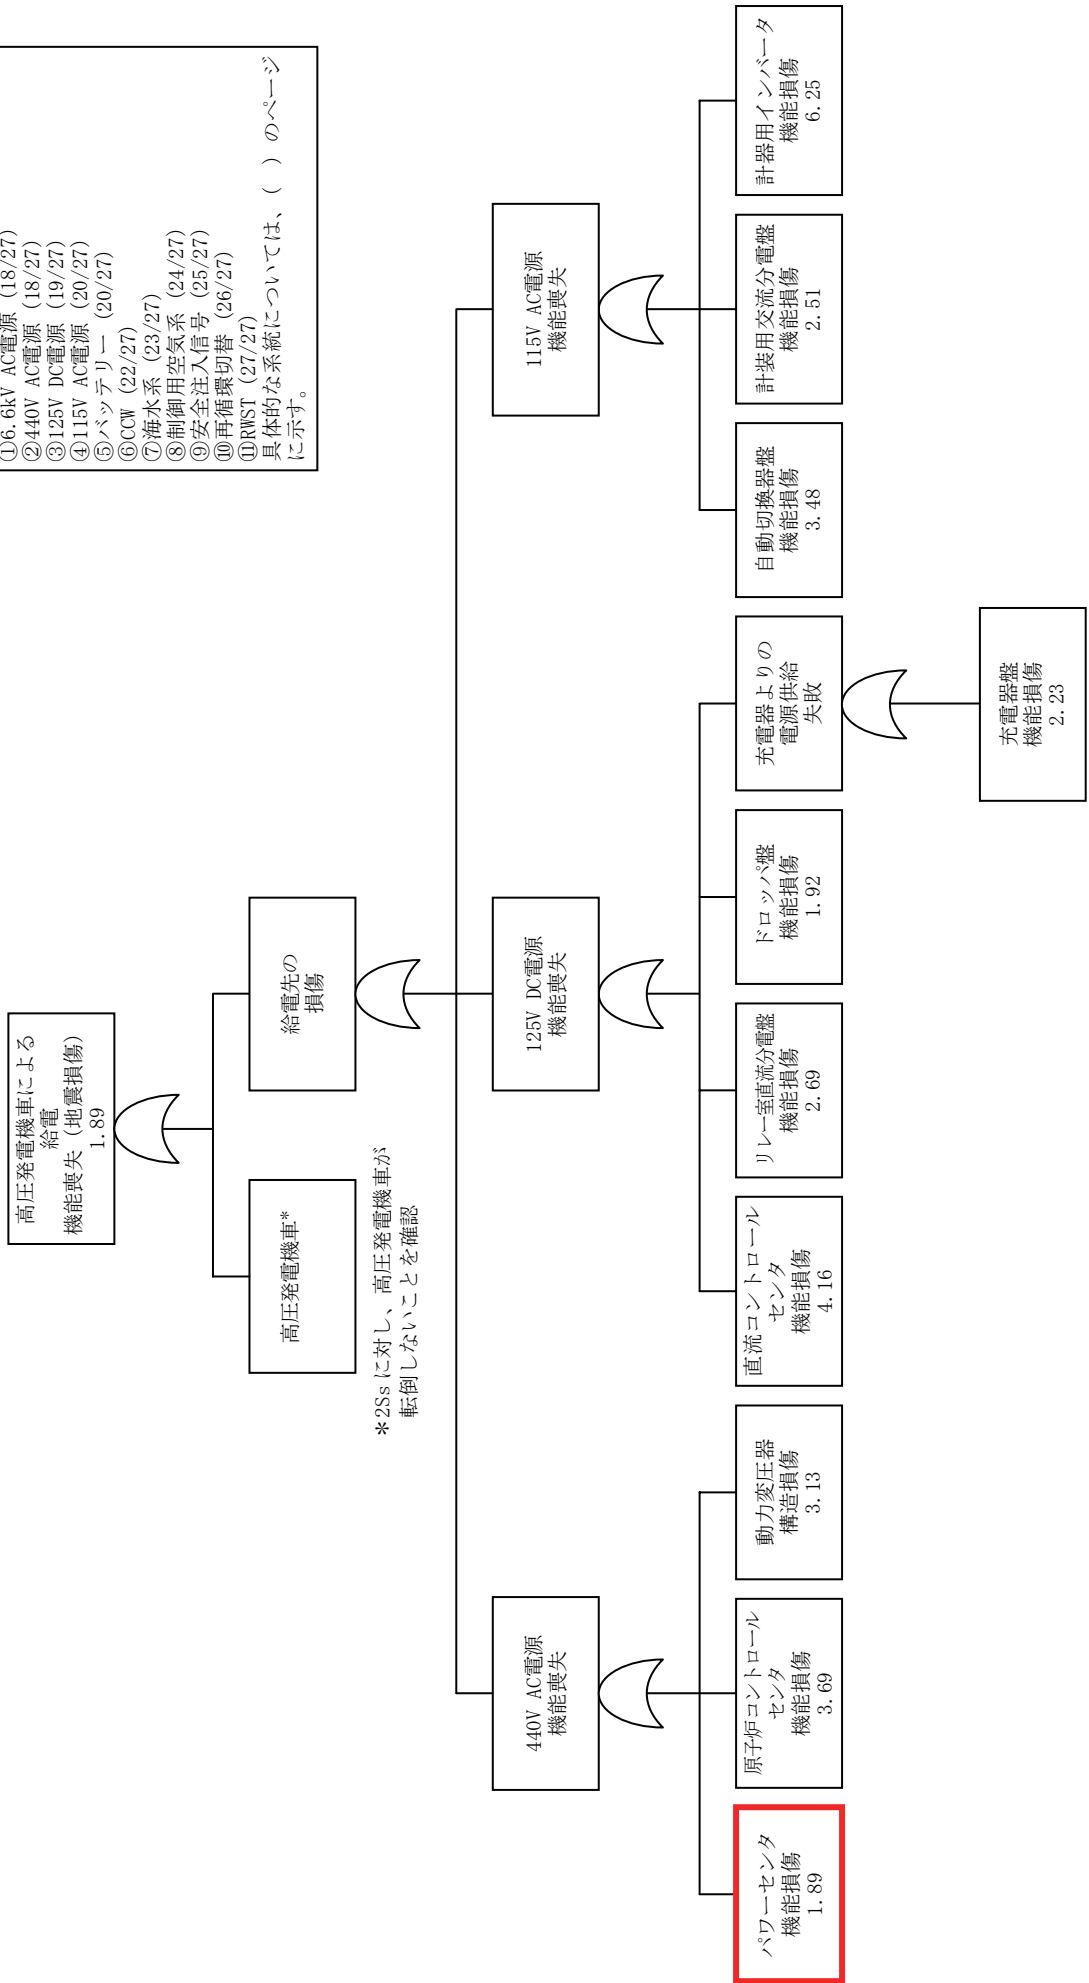 ①6.6kV AC電源 (18/27)
②440V AC電源 (18/27)
③125V DC電源 (19/27)
④115V AC電源 (20/27)
⑤バッテリー (20/27)
⑥CCW (22/27)
⑦海水系 (23/27)
⑧制御用空気系 (24/27)
⑨安全注入信号 (25/27)
⑩再循環切替 (26/27)
⑪RWST (27/27)
具体的な系統については、( ) のページ
に示す。
高圧発電機車による
給電
機能喪失（地震損傷）
1.89
高圧発電機車*
給電先の
損傷
*2Ssに対し、高圧発電機車が
転倒しないことを確認
440V AC電源
機能喪失
125V DC電源
機能喪失
115V AC電源
機能喪失
パワーセンタ
機能損傷
1.89
原子炉コントロール
センタ
機能損傷
3.69
動力変圧器
構造損傷
3.13
直流コントロール
センタ
機能損傷
4.16
リレー室直流分電盤
機能損傷
2.69
ドロッパ盤
機能損傷
1.92
充電器よりの
電源供給
失敗
自動切換器盤
機能損傷
3.48
計装用交流分電盤
機能損傷
2.51
計器用インバータ
機能損傷
6.25
充電器盤
機能損傷
2.23